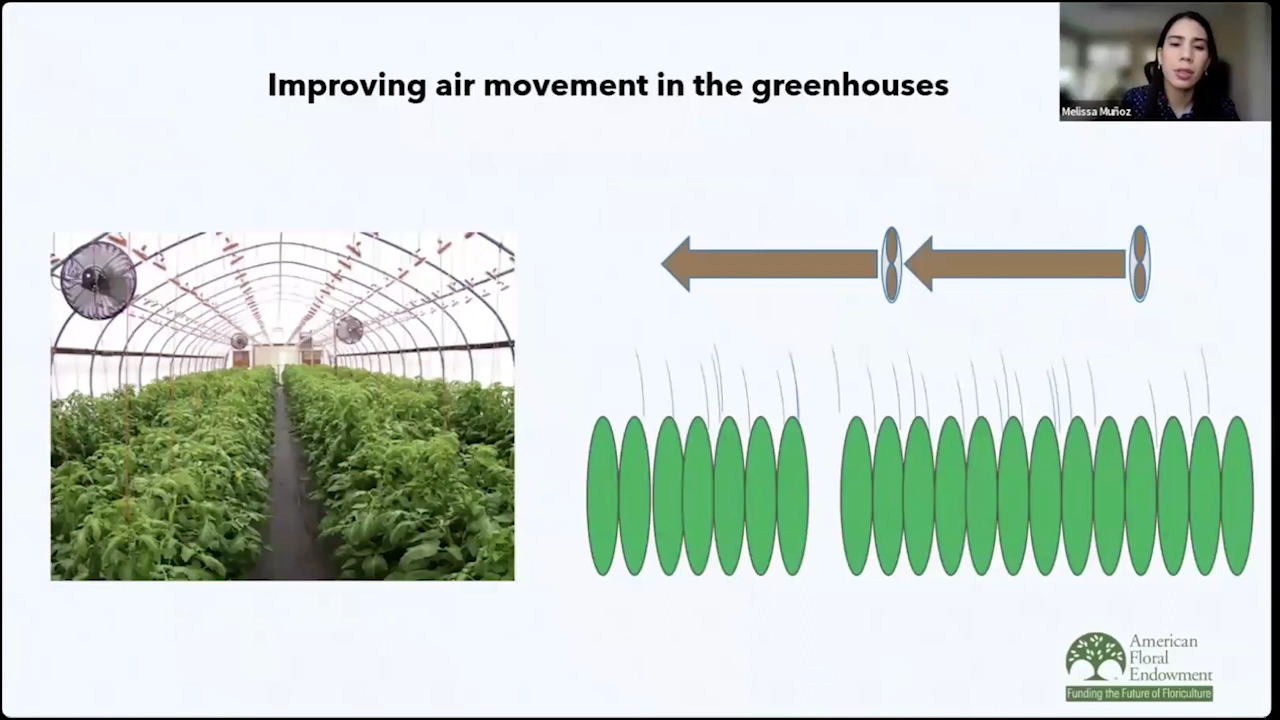 Improving air movement in the greenhouses
Melissa Muñoz
American
Floral
Endowment
Funding the Future of Floriculture